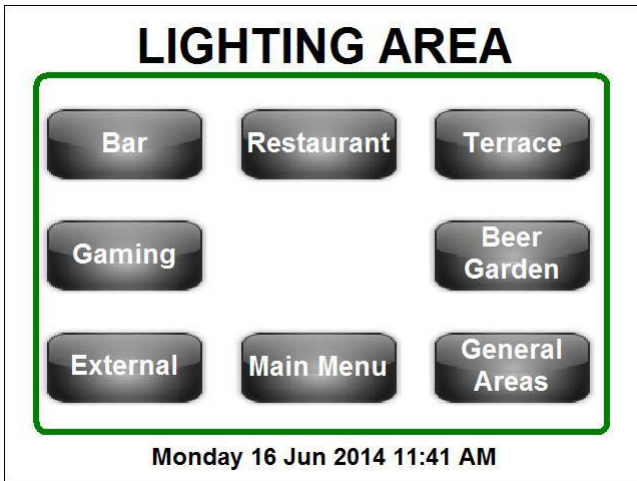 LIGHTING AREA
Bar
Restaurant
Terrace
Gaming
Beer
Garden
External
Main Menu
General
Areas
Monday 16 Jun 2014 11:41 AM